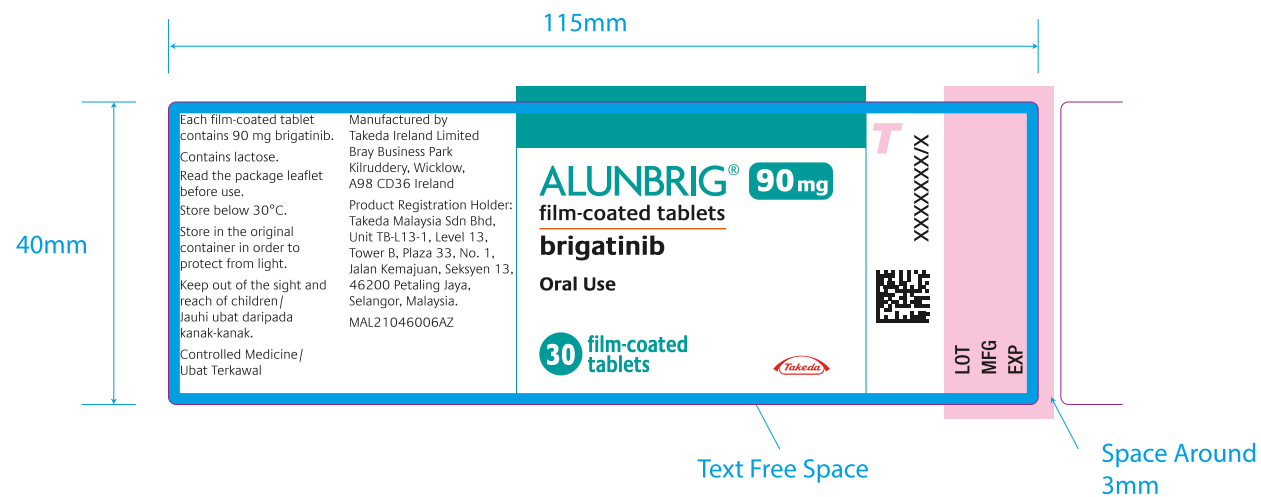 115mm
40mm
Each film-coated tablet
contains 90 mg brigatinib.
Contains lactose.
Read the package leaflet
before use.
Store below 30°C.
Store in the original
container in order to
protect from light.
Keep out of the sight and
reach of children/
Jauhi ubat daripada
kanak-kanak.
Controlled Medicine/
Ubat Terkawal
Manufactured by
Takeda Ireland Limited
Bray Business Park
Kilruddery, Wicklow,
A98 CD36 Ireland
Product Registration Holder:
Takeda Malaysia Sdn Bhd,
Unit TB-L13-1, Level 13,
Tower B, Plaza 33, No. 1,
Jalan Kemajuan, Seksyen 13,
46200 Petaling Jaya,
Selangor, Malaysia.
MAL21046006AZ
ALUNBRIG® 90 mg
film-coated tablets
brigatinib
Oral Use
30 film-coated
tablets
Takeda
T
XXXXXXX/X
LOT
MFG
EXP
Text Free Space
Space Around
3mm